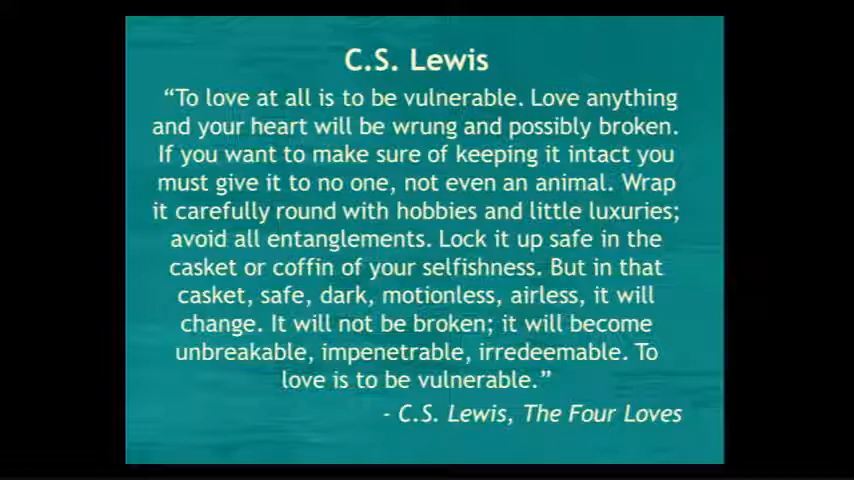 C.S. Lewis
“To love at all is to be vulnerable. Love anything
and your heart will be wrung and possibly broken.
If you want to make sure of keeping it intact you
must give it to no one, not even an animal. Wrap
it carefully round with hobbies and little luxuries;
avoid all entanglements. Lock it up safe in the
casket or coffin of your selfishness. But in that
casket, safe, dark, motionless, airless, it will
change. It will not be broken; it will become
unbreakable, impenetrable, irredeemable. To
love is to be vulnerable.”
- C.S. Lewis, The Four Loves